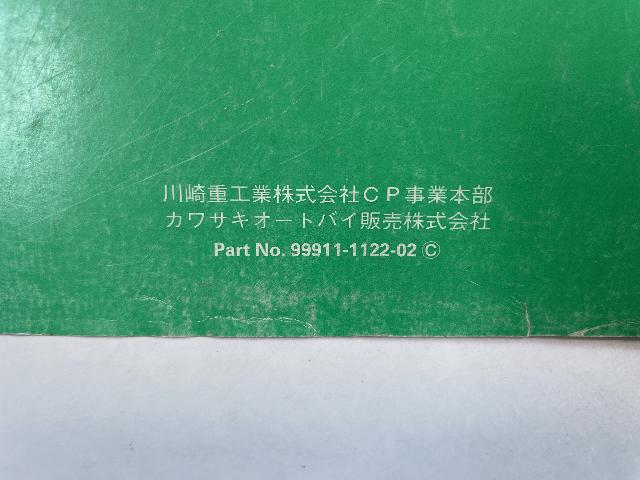 川崎重工業株式会社ＣＰ事業本部
カワサキオートバイ販売株式会社
Part No. 99911-1122-02 ©